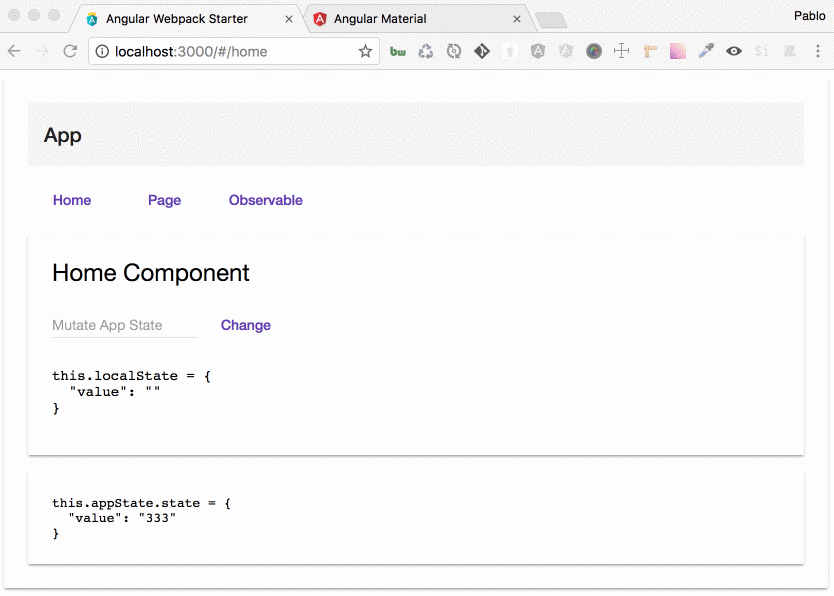 Angular Webpack Starter
Angular Material
Pablo
localhost:3000/#/home
bw
$i
App
Home Page Observable
Home Component
Mutate App State
Change
this.localState = {
"value": ""
}
this.appState.state = {
"value": "333"
}